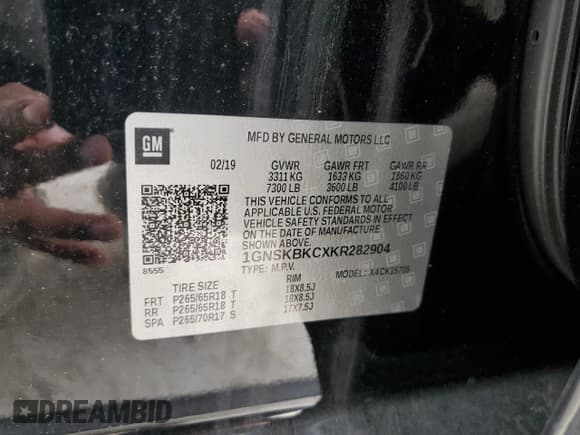 GM
MFD BY GENERAL MOTORS LLC
02/19 GVWR GAWR FRT GAWR RR
3311 KG 1633 KG 1860 KG
7300 LB 3600 LB 4100 LB
THIS VEHICLE CONFORMS TO ALL
APPLICABLE U.S. FEDERAL MOTOR
VEHICLE SAFETY STANDARDS IN EFFECT
ON THE DATE OF MANUFACTURE
1GNSKBKCXKR282904
8555
TYPE: M.P.V. MODEL: X4CK15706
TIRE SIZE RIM
FRT P265/65R18 T 18X8.5J
RR P265/65R18 T 18X8.5J
SPA P265/70R17 S 17X7.5J
DREAMBID